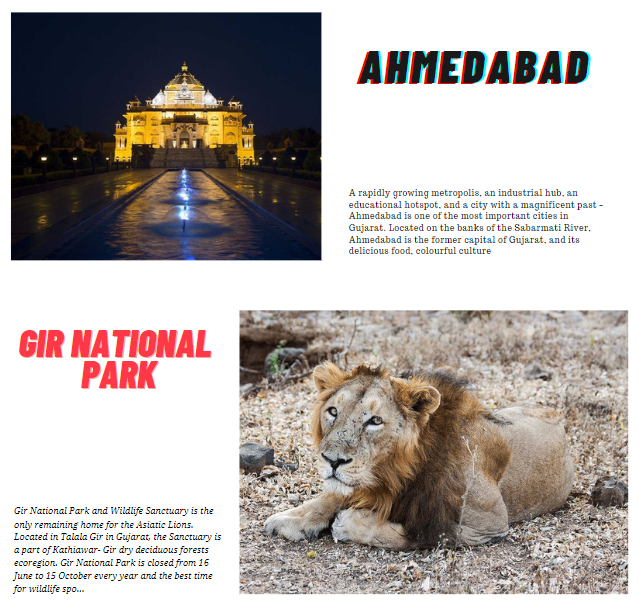 AHMEDABAD
A rapidly growing metropolis, an industrial hub, an
educational hotspot, and a city with a magnificent past –
Ahmedabad is one of the most important cities in
Gujarat. Located on the banks of the Sabarmati River,
Ahmedabad is the former capital of Gujarat, and its
delicious food, colourful culture
GIR NATIONAL
PARK
Gir National Park and Wildlife Sanctuary is the
only remaining home for the Asiatic Lions.
Located in Talala Gir in Gujarat, the Sanctuary is
a part of Kathiawar- Gir dry deciduous forests
ecoregion. Gir National Park is closed from 16
June to 15 October every year and the best time
for wildlife spo...